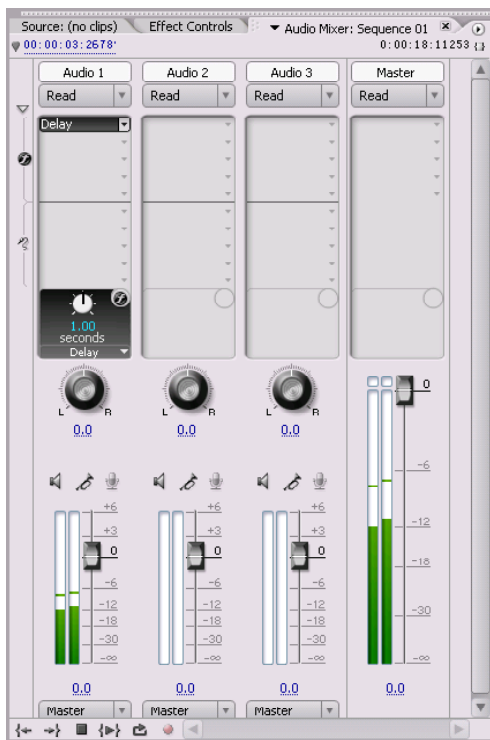 Source: (no clips) Effect Controls Audio Mixer: Sequence 01
00:00:03:2678 0:00:18:11253
Audio 1 Audio 2 Audio 3 Master
Read Read Read Read
Delay
1.00
seconds
Delay
L R L R L R
0
0.0 0.0 0.0
-6
-12
-18
-30
-∞
+6 +6 +6
+3 +3 +3
0 0 0
-6 -6 -6
-12 -12 -12
-18 -18 -18
-30 -30 -30
-∞ -∞ -∞
0.0 0.0 0.0 0.0
Master Master Master